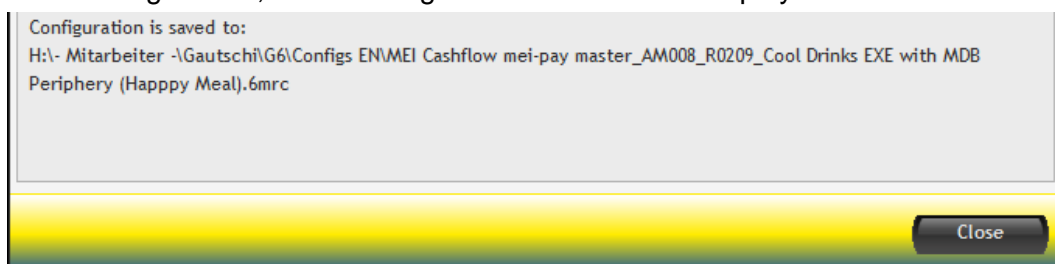 Configuration is saved to:
H:\- Mitarbeiter -\Gautschi\G6\Configs EN\MEI Cashflow mei-pay master_AM008_R0209_Cool Drinks EXE with MDB
Periphery (Happpy Meal).6mrc
Close